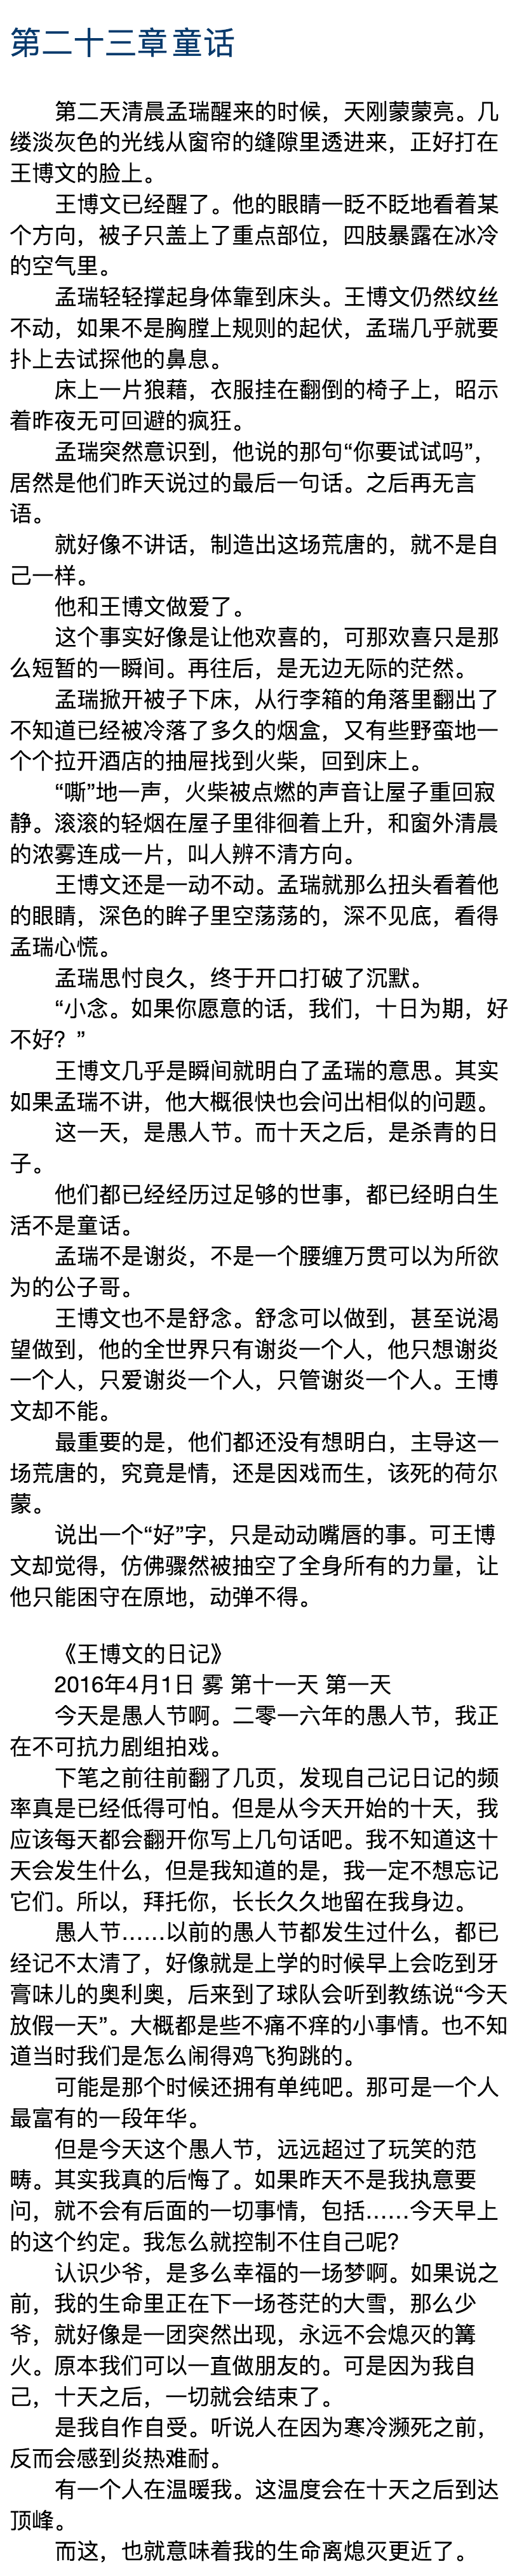 第二十三章 童话
第二天清晨孟瑞醒来的时候，天刚蒙蒙亮。几
缕淡灰色的光线从窗帘的缝隙里透进来，正好打在
王博文的脸上。
王博文已经醒了。他的眼睛一眨不眨地看着某
个方向，被子只盖上了重点部位，四肢暴露在冰冷
的空气里。
孟瑞轻轻撑起身体靠到床头。王博文仍然纹丝
不动，如果不是胸膛上规则的起伏，孟瑞几乎就要
扑上去试探他的鼻息。
床上一片狼藉，衣服挂在翻倒的椅子上，昭示
着昨夜无可回避的疯狂。
孟瑞突然意识到，他说的那句“你要试试吗”，
居然是他们昨天说过的最后一句话。之后再无言
语。
就好像不讲话，制造出这场荒唐的，就不是自
己一样。
他和王博文做爱了。
这个事实好像是让他欢喜的，可那欢喜只是那
么短暂的一瞬间。再往后，是无边无际的茫然。
孟瑞掀开被子下床，从行李箱的角落里翻出了
不知道已经被冷落了多久的烟盒，又有些野蛮地一
个个拉开酒店的抽屉找到火柴，回到床上。
“嘶”地一声，火柴被点燃的声音让屋子重回寂
静。滚滚的轻烟在屋子里徘徊着上升，和窗外清晨
的浓雾连成一片，叫人辨不清方向。
王博文还是一动不动。孟瑞就那么扭头看着他
的眼睛，深色的眸子里空荡荡的，深不见底，看得
孟瑞心慌。
孟瑞思忖良久，终于开口打破了沉默。
“小念。如果你愿意的话，我们，十日为期，好
不好？”
王博文几乎是瞬间就明白了孟瑞的意思。其实
如果孟瑞不讲，他大概很快也会问出相似的问题。
这一天，是愚人节。而十天之后，是杀青的日
子。
他们都已经经历过足够的世事，都已经明白生
活不是童话。
孟瑞不是谢炎，不是一个腰缠万贯可以为所欲
为的公子哥。
王博文也不是舒念。舒念可以做到，甚至说渴
望做到，他的全世界只有谢炎一个人，他只想谢炎
一个人，只爱谢炎一个人，只管谢炎一个人。王博
文却不能。
最重要的是，他们都还没有想明白，主导这一
场荒唐的，究竟是情，还是因戏而生，该死的荷尔
蒙。
说出一个“好”字，只是动动嘴唇的事。可王博
文却觉得，仿佛骤然被抽空了全身所有的力量，让
他只能困守在原地，动弹不得。
《王博文的日记》
2016年4月1日 雾 第十一天 第一天
今天是愚人节啊。二零一六年的愚人节，我正
在不可抗力剧组拍戏。
下笔之前往前翻了几页，发现自己记日记的频
率真是已经低得可怕。但是从今天开始的十天，我
应该每天都会翻开你写上几句话吧。我不知道这十
天会发生什么，但是我知道的是，我一定不想忘记
它们。所以，拜托你，长长久久地留在我身边。
愚人节……以前的愚人节都发生过什么，都已
经记不太清了，好像就是上学的时候早上会吃到牙
膏味儿的奥利奥，后来到了球队会听到教练说“今天
放假一天”。大概都是些不痛不痒的小事情。也不知
道当时我们是怎么闹得鸡飞狗跳的。
可能是那个时候还拥有单纯吧。那可是一个人
最富有的一段年华。
但是今天这个愚人节，远远超过了玩笑的范
畴。其实我真的后悔了。如果昨天不是我执意要
问，就不会有后面的一切事情，包括……今天早上
的这个约定。我怎么就控制不住自己呢？
认识少爷，是多么幸福的一场梦啊。如果说之
前，我的生命里正在下一场苍茫的大雪，那么少
爷，就好像是一团突然出现，永远不会熄灭的篝
火。原本我们可以一直做朋友的。可是因为我自
己，十天之后，一切就会结束了。
是我自作自受。听说人在因为寒冷濒死之前，
反而会感到炎热难耐。
有一个人在温暖我。这温度会在十天之后到达
顶峰。
而这，也就意味着我的生命离熄灭更近了。